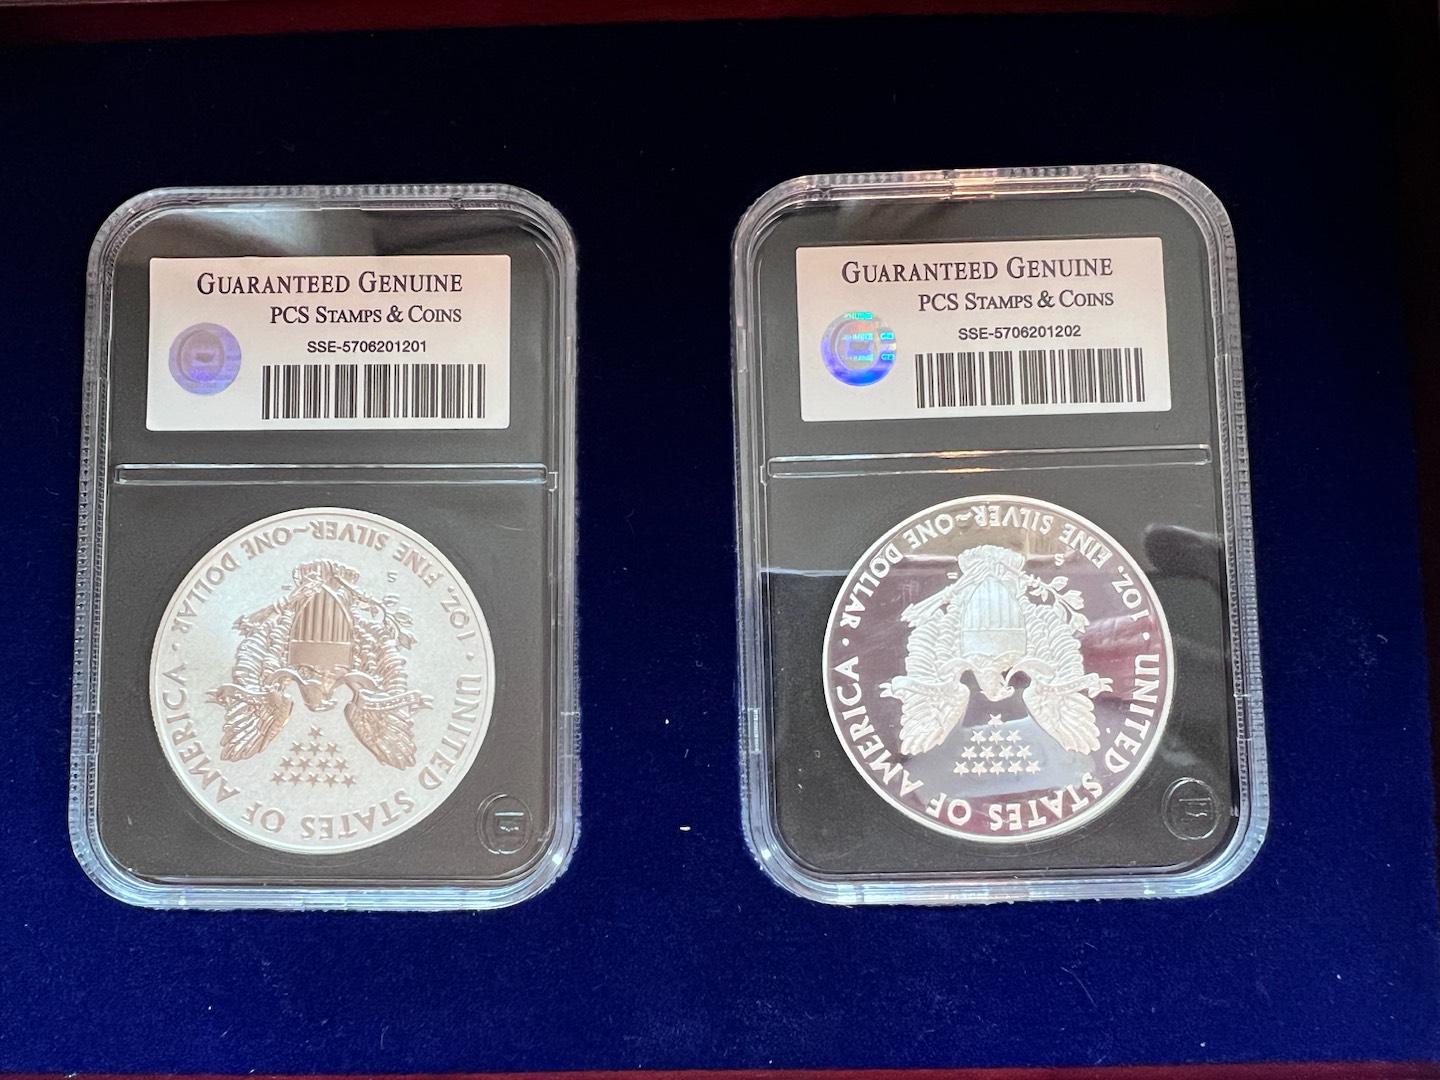 GUARANTEED GENUINE
PCS STAMPS & COINS
SSE-5706201201
UNITED STATES OF AMERICA
1 OZ. FINE SILVER~ONE DOLLAR
S
GUARANTEED GENUINE
PCS STAMPS & COINS
SSE-5706201202
UNITED STATES OF AMERICA
1 OZ. FINE SILVER~ONE DOLLAR
S